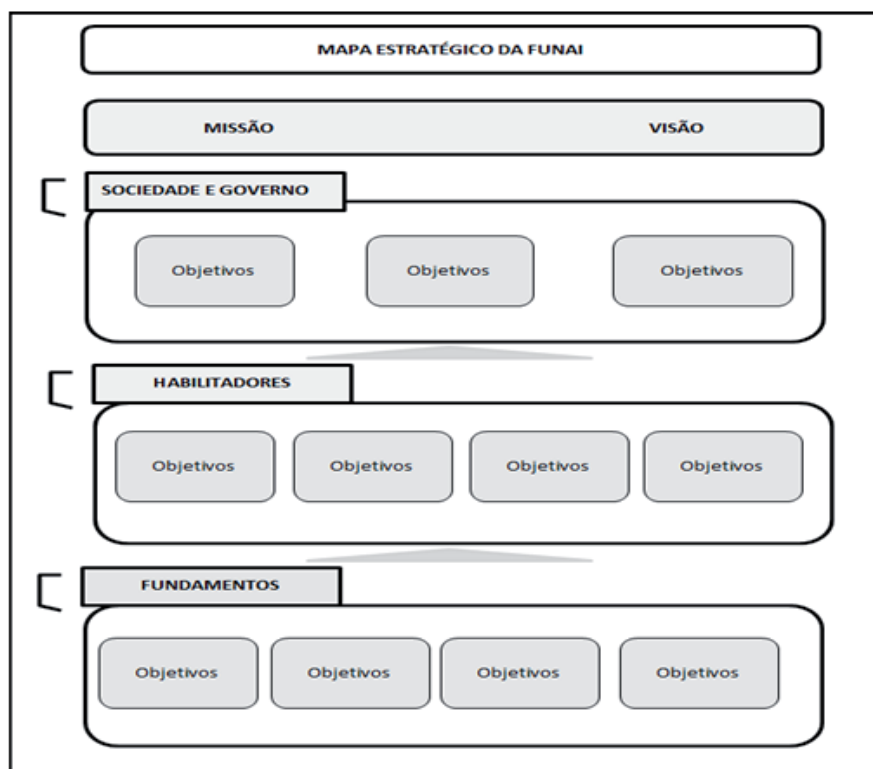 MAPA ESTRATÉGICO DA FUNAI
MISSÃO VISÃO
SOCIEDADE E GOVERNO
Objetivos Objetivos Objetivos
HABILITADORES
Objetivos Objetivos Objetivos Objetivos
FUNDAMENTOS
Objetivos Objetivos Objetivos Objetivos